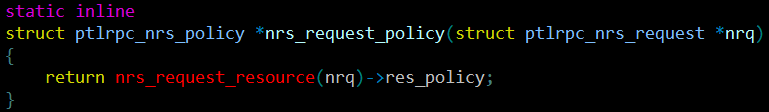 static inline
struct ptlrpc_nrs_policy *nrs_request_policy(struct ptlrpc_nrs_request *nrq)
{
    return nrs_request_resource(nrq)->res_policy;
}